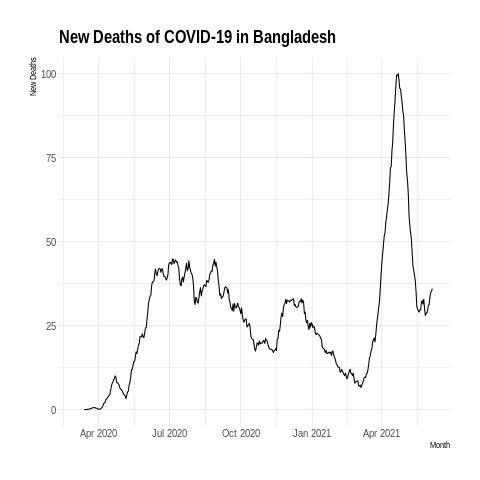 New Deaths of COVID-19 in Bangladesh
New Deaths
100
75
50
25
0
Apr 2020 Jul 2020 Oct 2020 Jan 2021 Apr 2021
Month